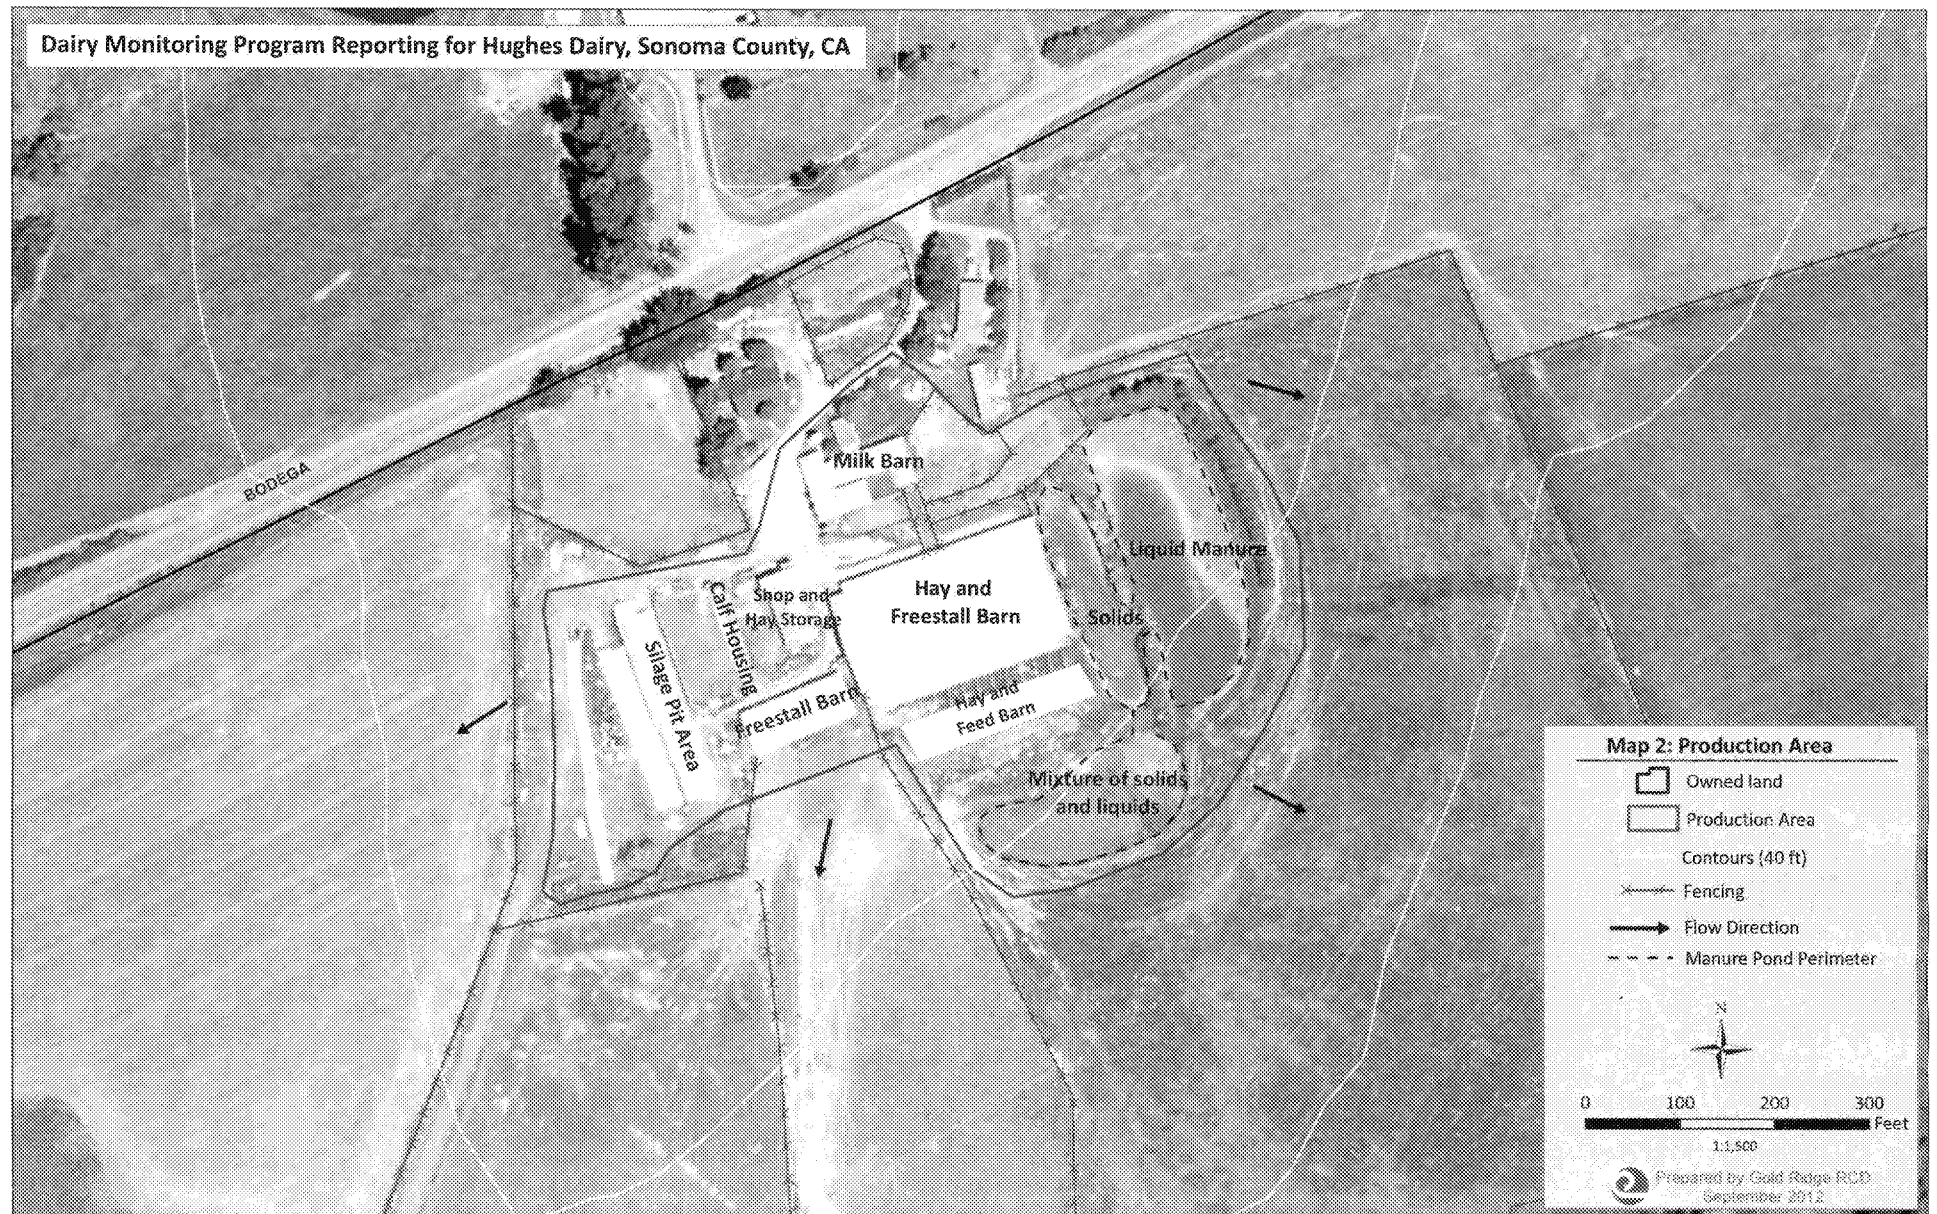 Dairy Monitoring Program Reporting for Hughes Dairy, Sonoma County, CA
BODEGA
Milk Barn
Liquid Manure
Hay and
Freestall Barn
Shop and
Hay Storage
Calf Housing
Solids
Silage Pit Area
Freestall Barn
Hay and
Feed Barn
Mixture of solids
and liquids
Map 2: Production Area
Owned land
Production Area
Contours (40 ft)
Fencing
Flow Direction
Manure Pond Perimeter
N
0 100 200 300
Feet
1:1,500
Prepared by Gold Ridge RCD
September 2012